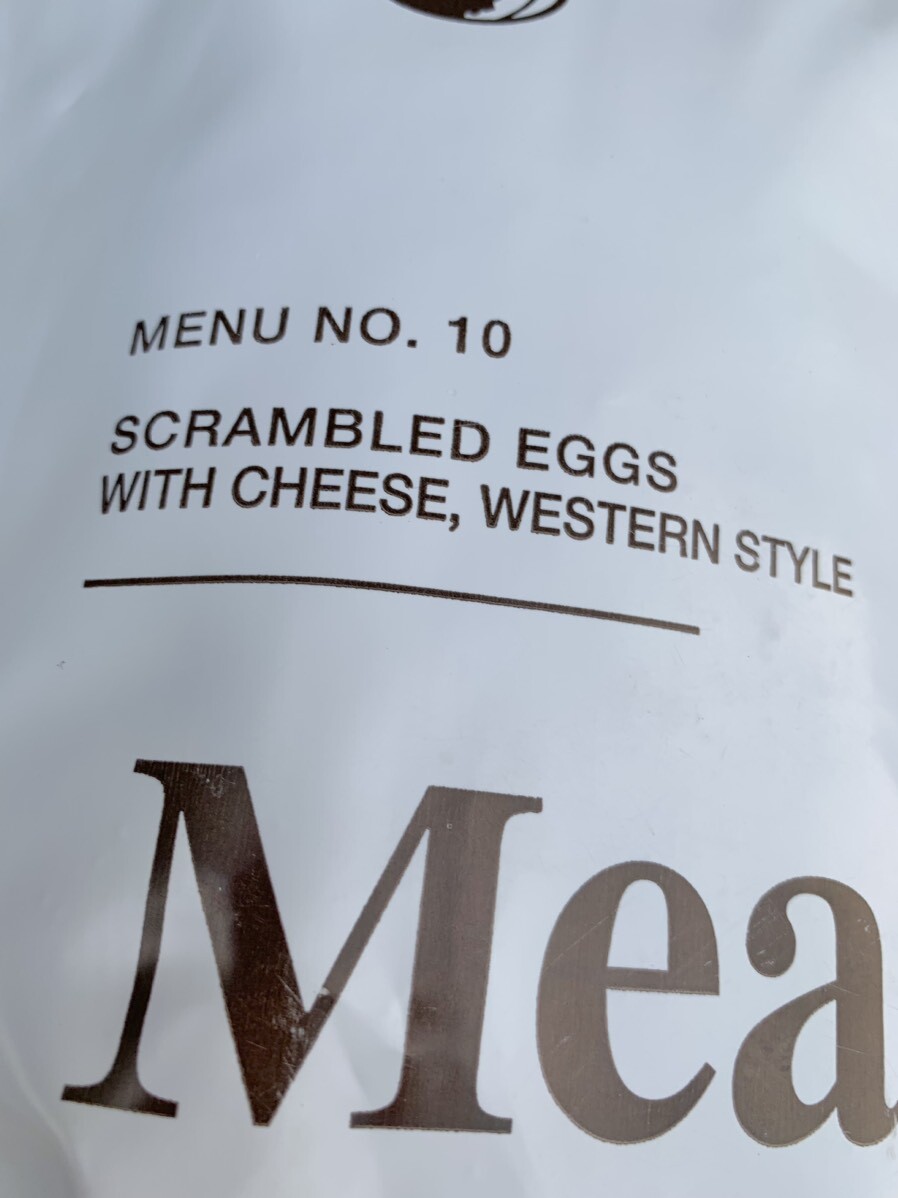 MENU NO. 10
SCRAMBLED EGGS
WITH CHEESE, WESTERN STYLE
Mea